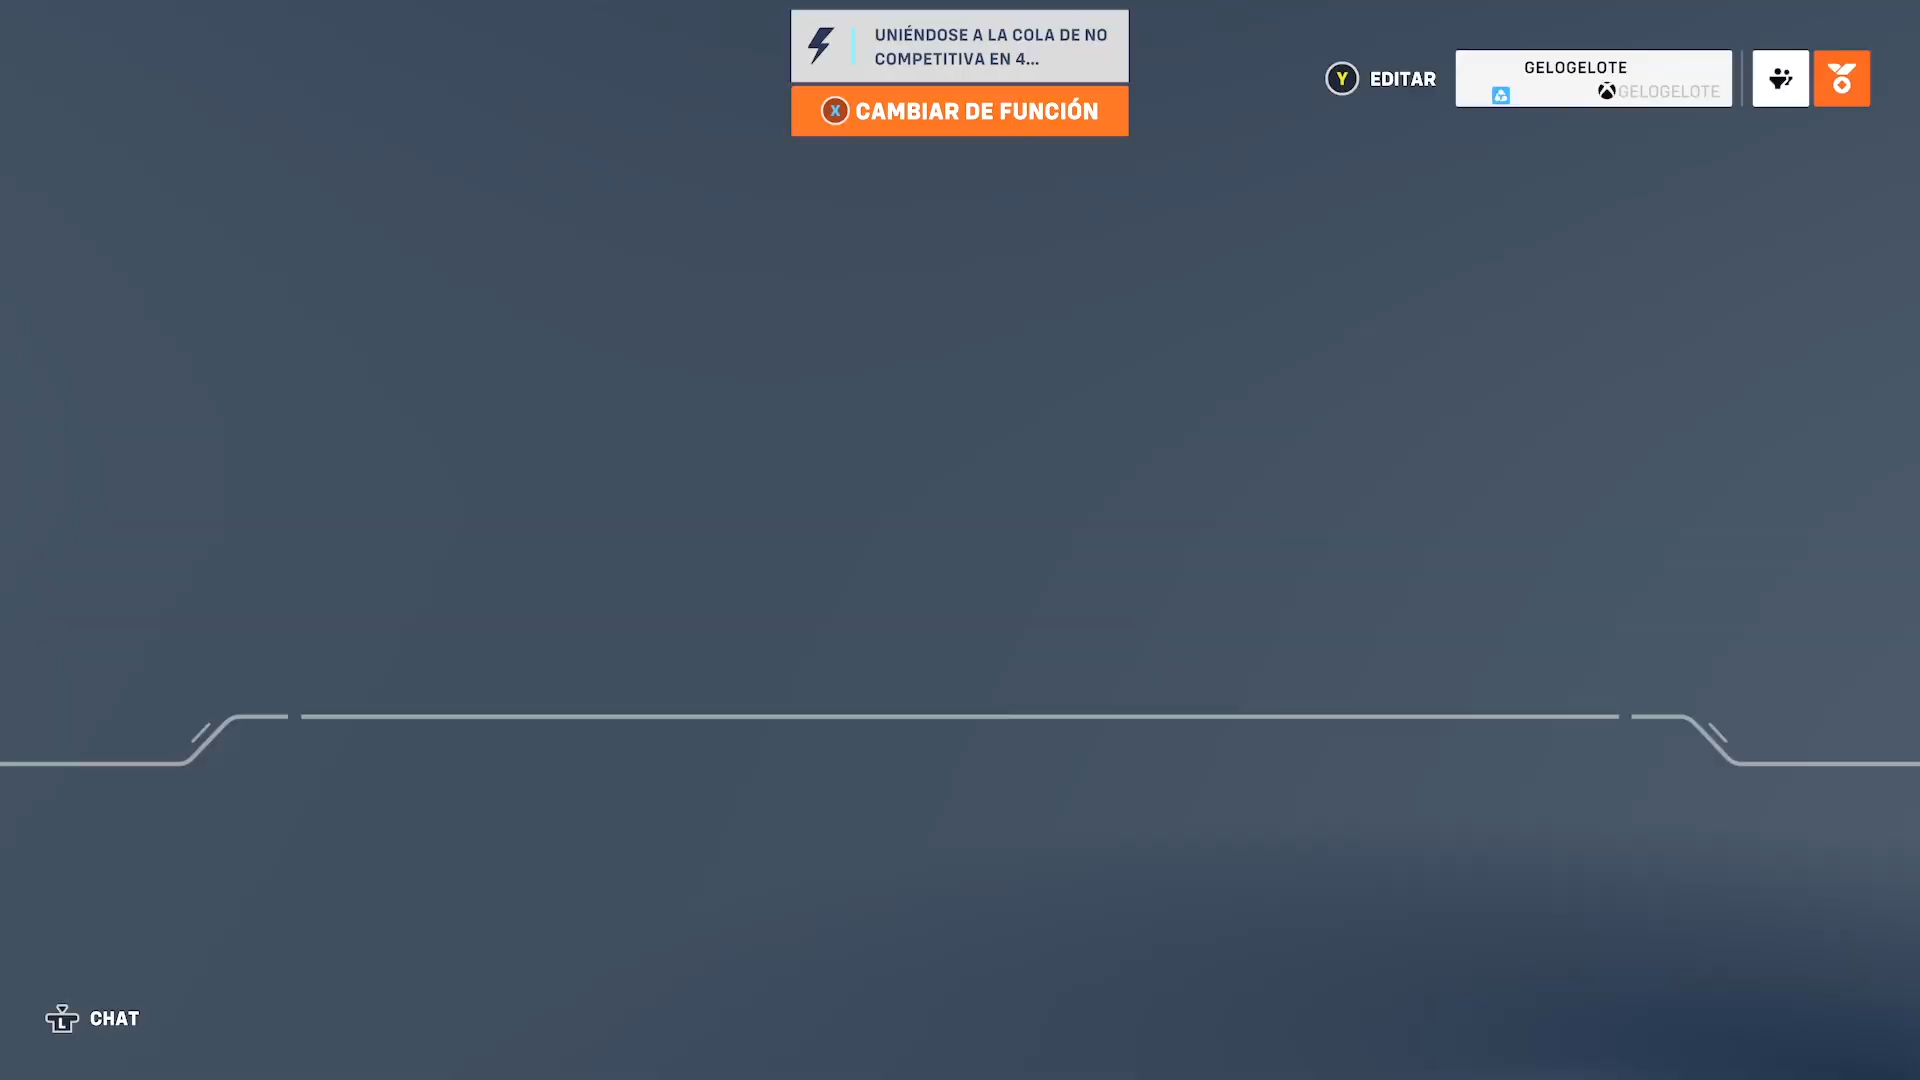 UNIÉNDOSE A LA COLA DE NO
COMPETITIVA EN 4...
X CAMBIAR DE FUNCIÓN
Y EDITAR
GELOGELOTE
GELOGELOTE
L CHAT